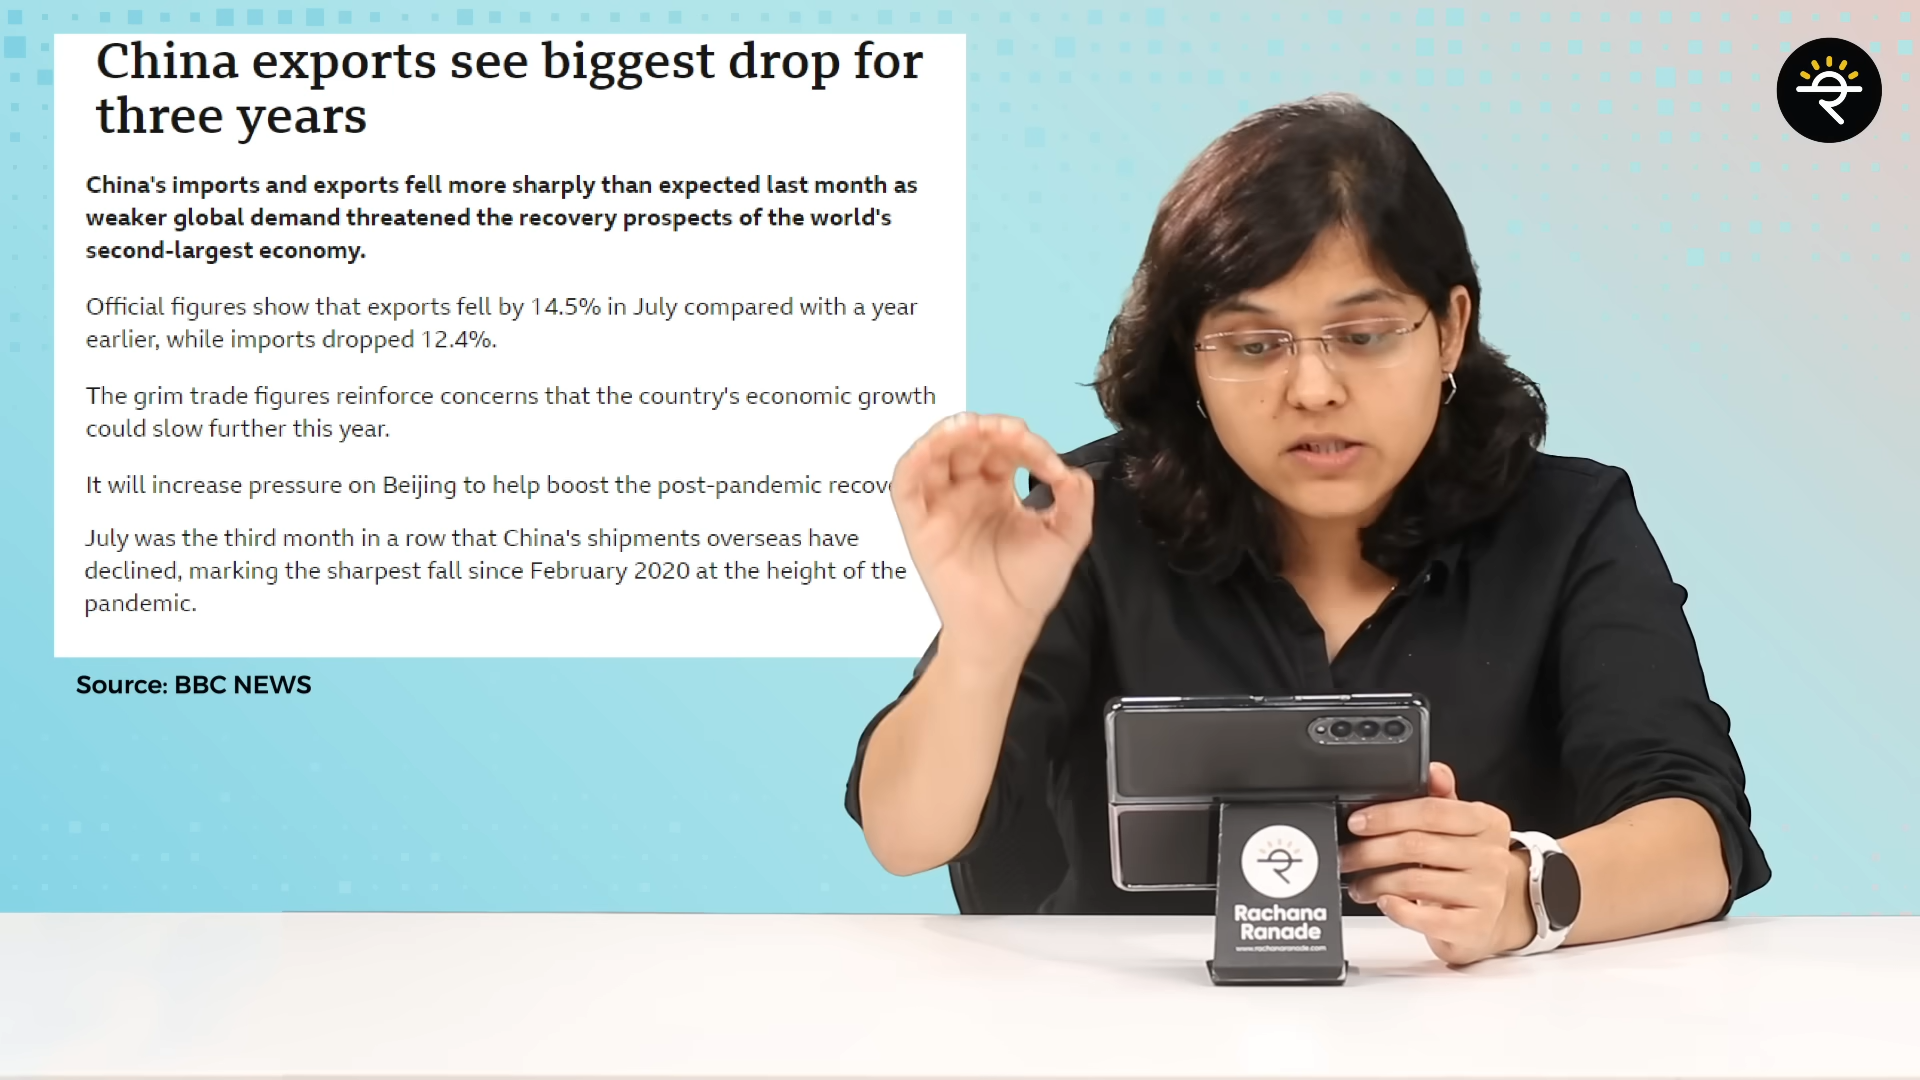 China exports see biggest drop for
three years
China's imports and exports fell more sharply than expected last month as
weaker global demand threatened the recovery prospects of the world's
second-largest economy.
Official figures show that exports fell by 14.5% in July compared with a year
earlier, while imports dropped 12.4%.
The grim trade figures reinforce concerns that the country's economic growth
could slow further this year.
It will increase pressure on Beijing to help boost the post-pandemic recov
July was the third month in a row that China's shipments overseas have
declined, marking the sharpest fall since February 2020 at the height of the
pandemic.
Source: BBC NEWS
Rachana
Ranade
www.rachanaranade.com